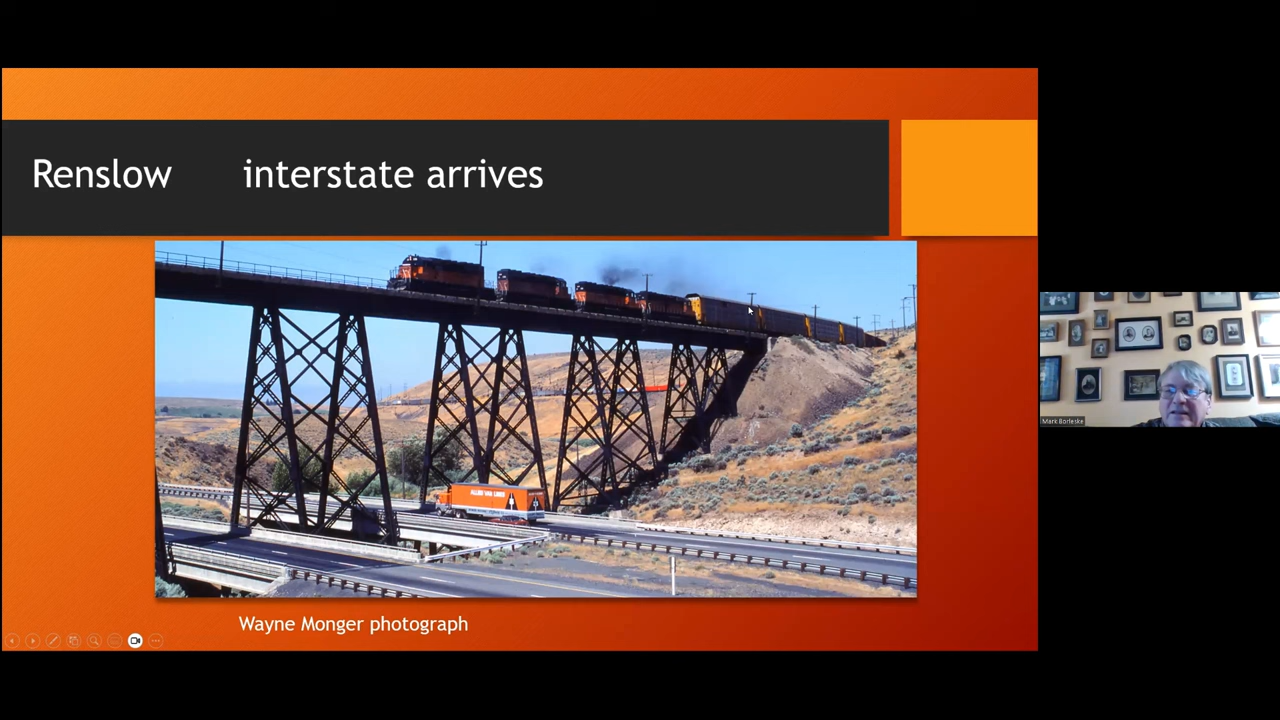 Renslow interstate arrives
ALLIED VAN LINES
Wayne Monger photograph
Mark Borleske